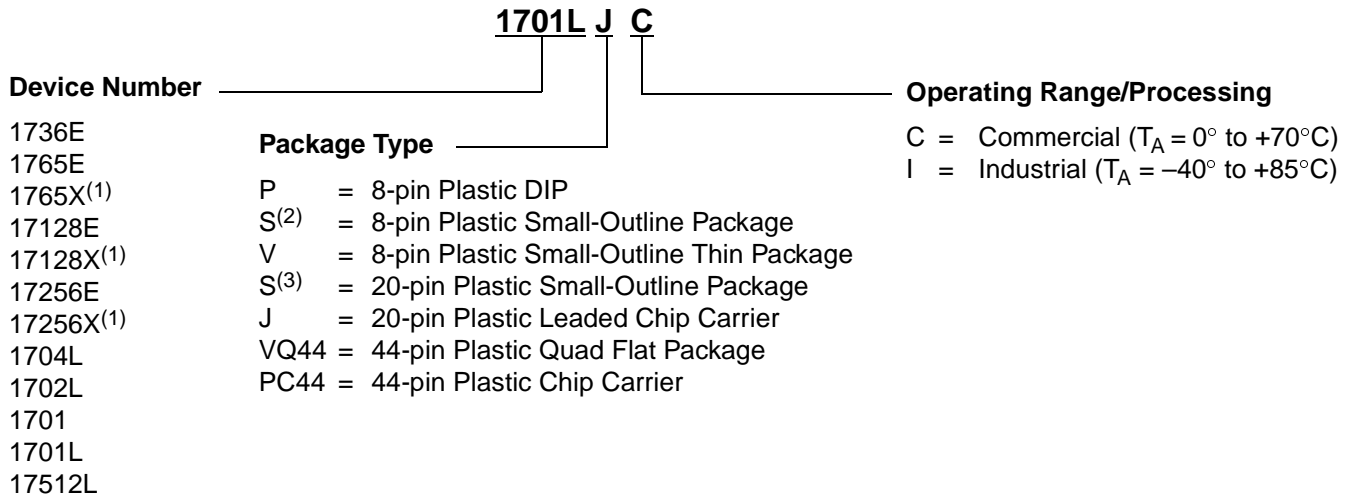 1701L J C
Device Number
1736E
1765E
1765X(1)
17128E
17128X(1)
17256E
17256X(1)
1704L
1702L
1701
1701L
17512L
Package Type
P = 8-pin Plastic DIP
S(2) = 8-pin Plastic Small-Outline Package
V = 8-pin Plastic Small-Outline Thin Package
S(3) = 20-pin Plastic Small-Outline Package
J = 20-pin Plastic Leaded Chip Carrier
VQ44 = 44-pin Plastic Quad Flat Package
PC44 = 44-pin Plastic Chip Carrier
Operating Range/Processing
C = Commercial (TA = 0° to +70°C)
I = Industrial (TA = –40° to +85°C)